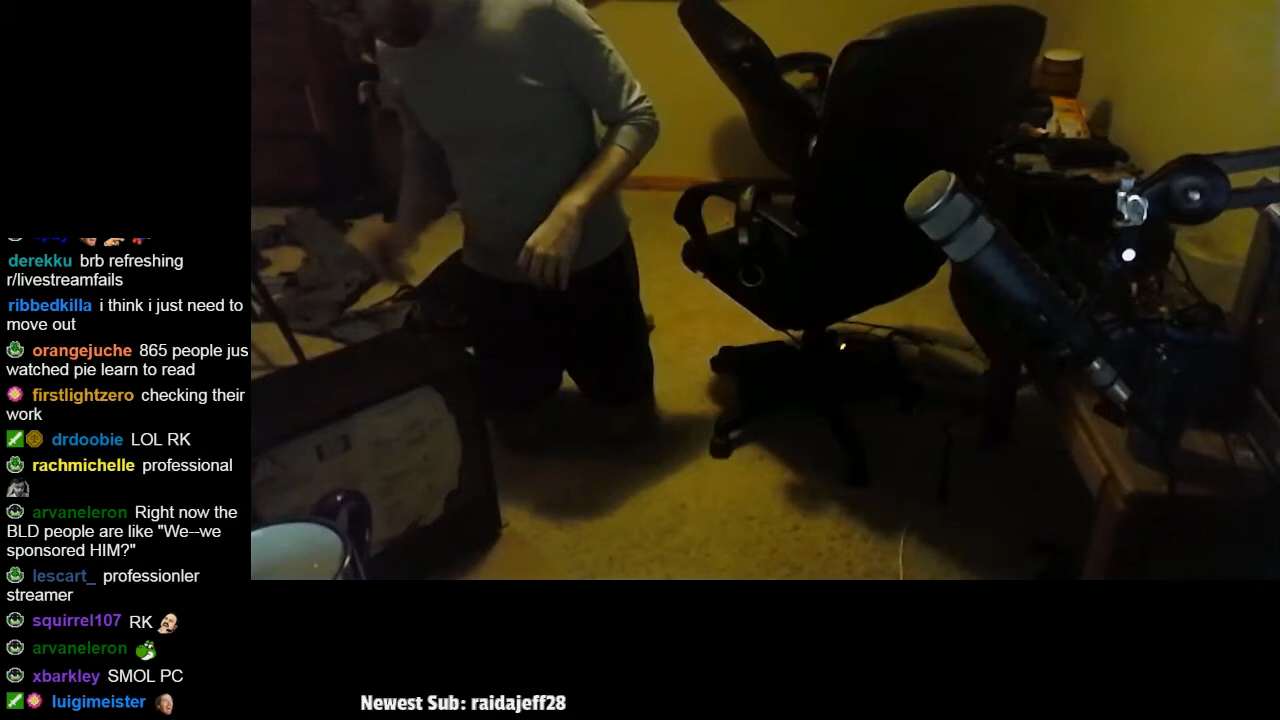 derekku brb refreshing
r/livestreamfails
ribbedkilla i think i just need to
move out
orangejuche 865 people jus
watched pie learn to read
firstlightzero checking their
work
drdoobie LOL RK
rachmichelle professional
arvaneleron Right now the
BLD people are like "We--we
sponsored HIM?"
lescart_ professionler
streamer
squirrel107 RK
arvaneleron
xbarkley SMOL PC
luigimeister
Newest Sub: raidajeff28